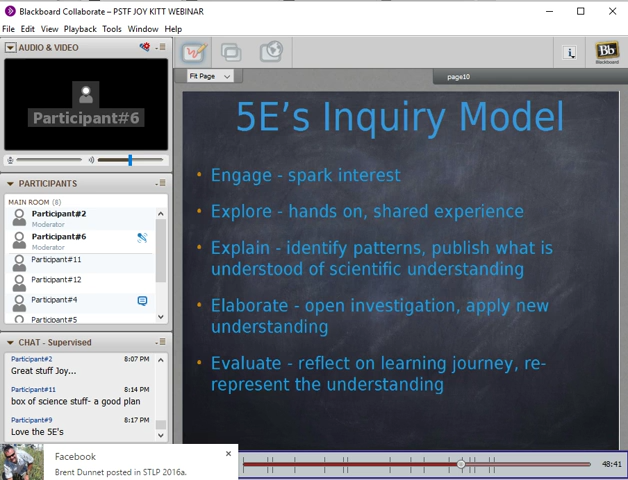 Blackboard Collaborate – PSTF JOY KITT WEBINAR
File Edit View Playback Tools Window Help
AUDIO & VIDEO
Participant#6
PARTICIPANTS
MAIN ROOM (8)
Participant#2
Moderator
Participant#6
Moderator
Participant#11
Participant#12
Participant#4
Participant#5
CHAT - Supervised
Participant#2 8:07 PM
Great stuff Joy...
Participant#11 8:14 PM
box of science stuff- a good plan
Participant#9 8:17 PM
Love the 5E's
Facebook
Brent Dunnet posted in STLP 2016a.
Bb
Blackboard
Fit Page
page10
5E's Inquiry Model
• Engage - spark interest
• Explore - hands on, shared experience
• Explain - identify patterns, publish what is
understood of scientific understanding
• Elaborate - open investigation, apply new
understanding
• Evaluate - reflect on learning journey, re-
represent the understanding
48:41